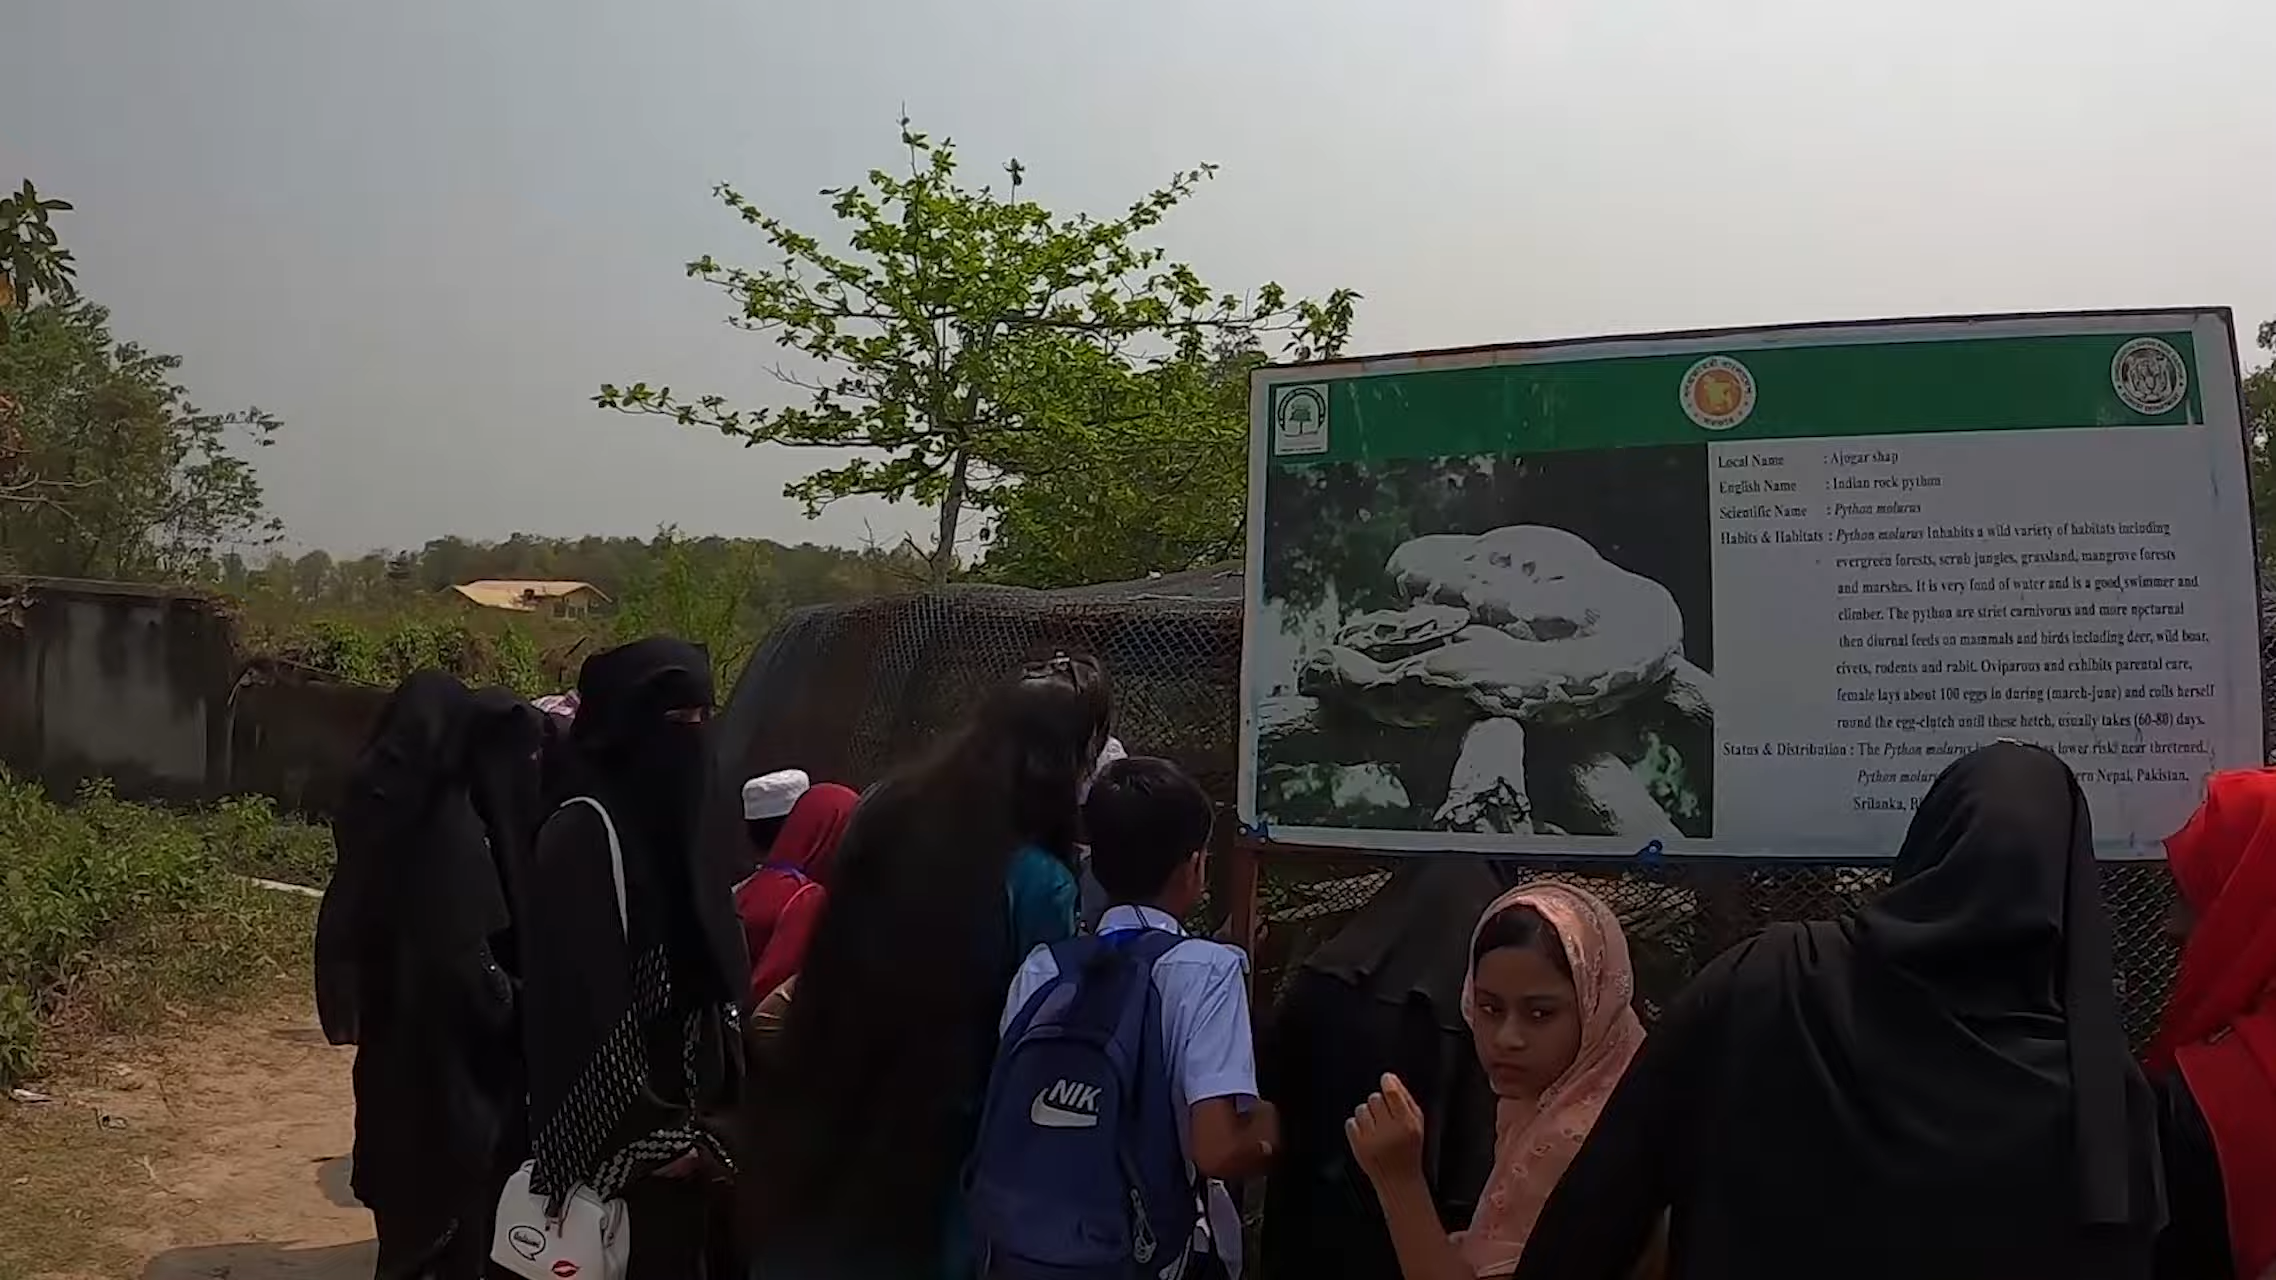 Local Name : Ajogar shap
English Name : Indian rock python
Scientific Name : Python molurus
Habits & Habitats : Python molurus Inhabits a wild variety of habitats including
evergreen forests, scrub jungles, grassland, mangrove forests
and marshes. It is very fond of water and is a good swimmer and
climber. The python are strict carnivorus and more nocturnal
then diurnal feeds on mammals and birds including deer, wild boar,
civets, rodents and rabit. Oviparous and exhibits parental care,
female lays about 100 eggs in during (march-june) and coils herself
round the egg-clutch until these hetch, usually takes (60-80) days.
Status & Distribution : The Python molurus lower risk near thretened.
Python Nepal, Pakistan,
Srilanka,
NIK